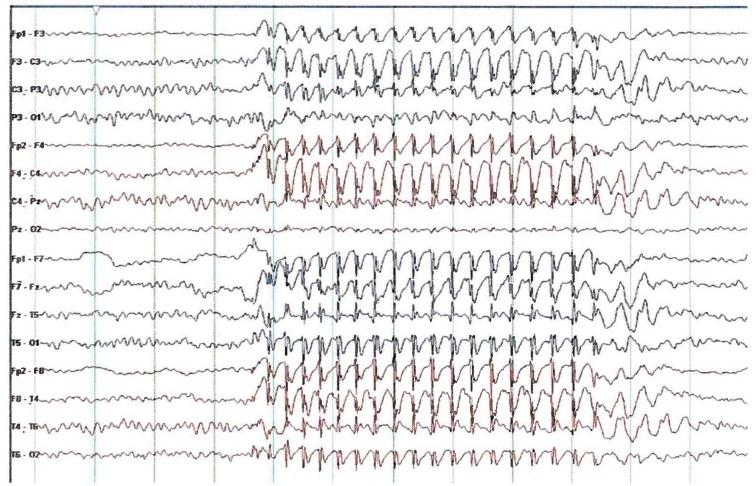 Fp1 - F3
F3 - C3
C3 - P3
P3 - O1
Fp2 - F4
F4 - C4
C4 - Pz
Pz - O2
Fp1 - F7
F7 - Fz
Fz - T5
T5 - O1
Fp2 - F8
F8 - T4
T4 - T6
T6 - O2